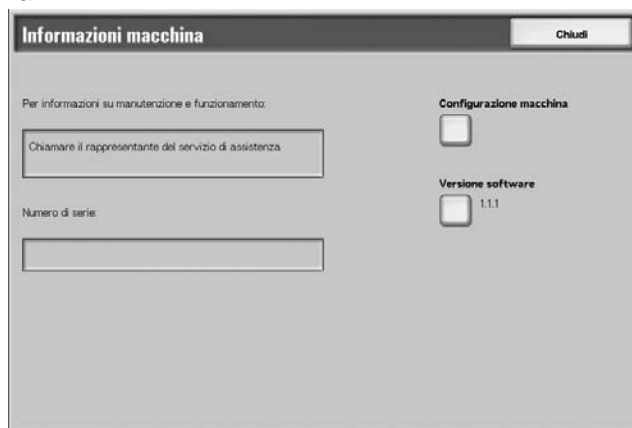 Informazioni macchina
Chiudi
Per informazioni su manutenzione e funzionamento:
Chiamare il rappresentante del servizio di assistenza
Numero di serie:
Configurazione macchina
Versione software
1.1.1